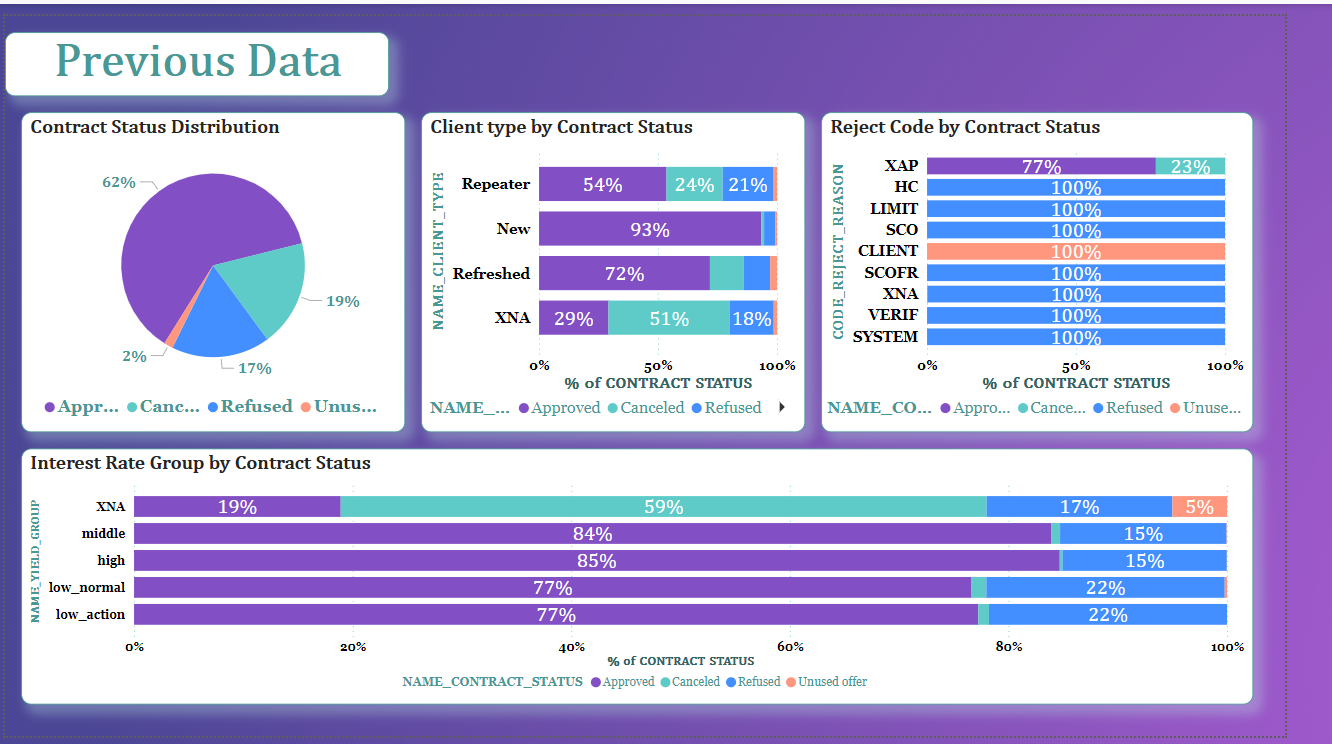 Previous Data
Contract Status Distribution
62%
19%
17%
2%
Appr... Canc... Refused Unus...
Client type by Contract Status
NAME_CLIENT_TYPE
Repeater 54% 24% 21%
New 93%
Refreshed 72%
XNA 29% 51% 18%
0% 50% 100%
% of CONTRACT STATUS
NAME_... Approved Canceled Refused
Reject Code by Contract Status
CODE_REJECT_REASON
XAP 77% 23%
HC 100%
LIMIT 100%
SCO 100%
CLIENT 100%
SCOFR 100%
XNA 100%
VERIF 100%
SYSTEM 100%
0% 50% 100%
% of CONTRACT STATUS
NAME_CO... Appro... Cance... Refused Unuse...
Interest Rate Group by Contract Status
NAME_YIELD_GROUP
XNA 19% 59% 17% 5%
middle 84% 15%
high 85% 15%
low_normal 77% 22%
low_action 77% 22%
0% 20% 40% 60% 80% 100%
% of CONTRACT STATUS
NAME_CONTRACT_STATUS Approved Canceled Refused Unused offer